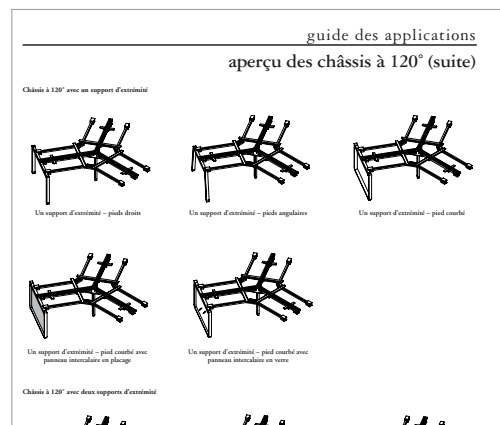 guide des applications
aperçu des châssis à 120° (suite)
Châssis à 120° avec un support d'extrémité
Un support d'extrémité – pieds droits
Un support d'extrémité – pieds angulaires
Un support d'extrémité – pied courbé
Un support d'extrémité – pied courbé avec
panneau intercalaire en placage
Un support d'extrémité – pied courbé avec
panneau intercalaire en verre
Châssis à 120° avec deux supports d'extrémité